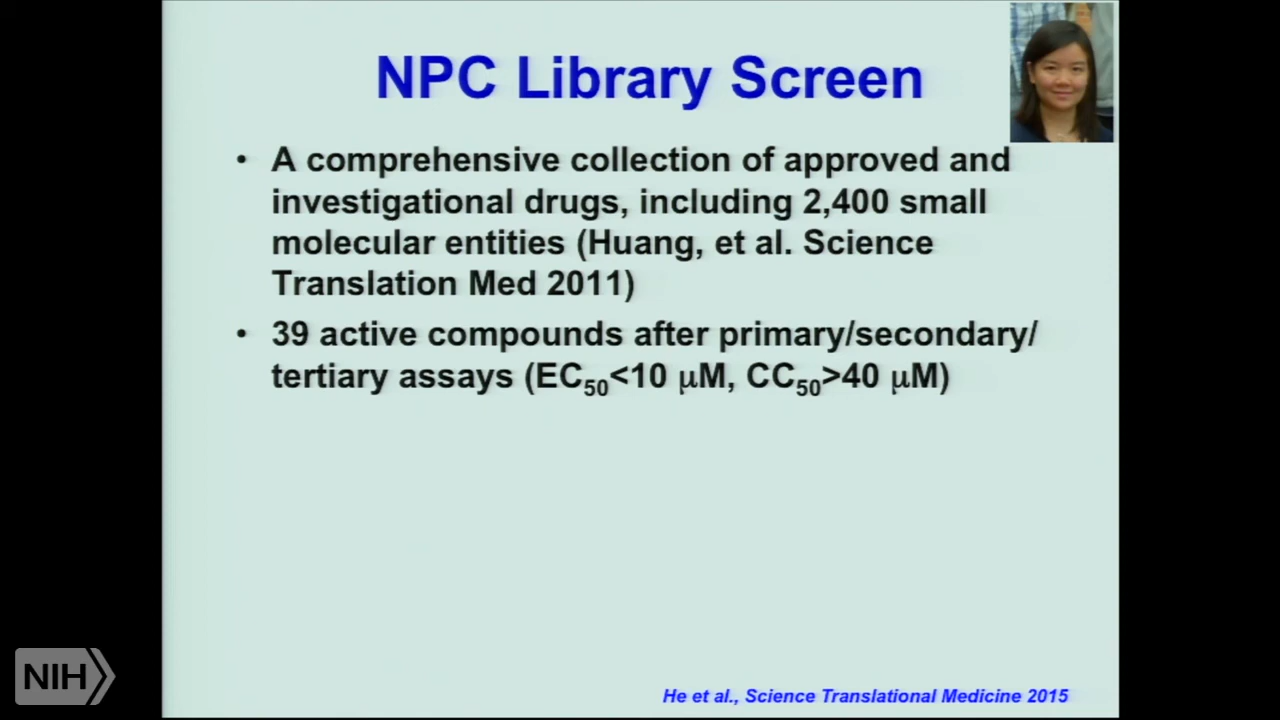 NPC Library Screen
• A comprehensive collection of approved and
investigational drugs, including 2,400 small
molecular entities (Huang, et al. Science
Translation Med 2011)
• 39 active compounds after primary/secondary/
tertiary assays (EC50<10 μM, CC50>40 μM)
He et al., Science Translational Medicine 2015
NIH